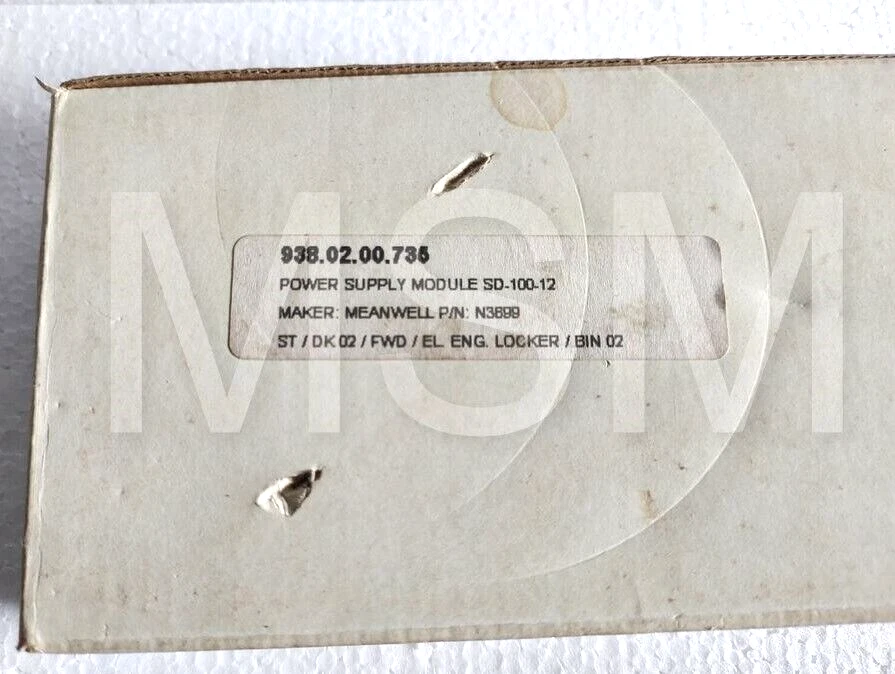 938.02.00.735
POWER SUPPLY MODULE SD-100-12
MAKER: MEANWELL P/N: N3699
ST / DK 02 / FWD / EL. ENG. LOCKER / BIN 02
MSM